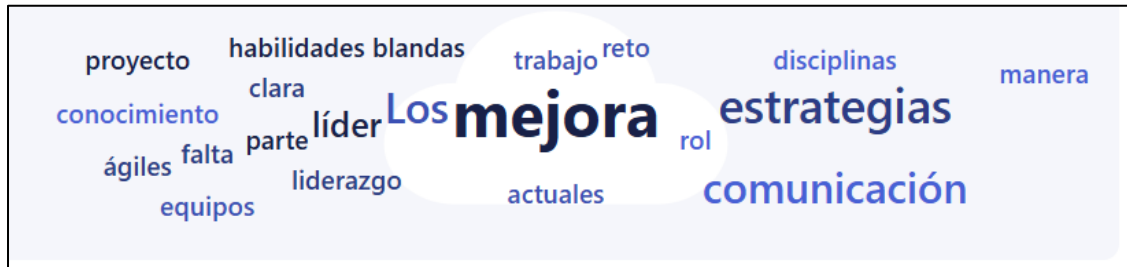 habilidades blandas
trabajo reto
proyecto
disciplinas
manera
clara
conocimiento
parte líder Los mejora
estrategias
rol
ágiles falta
liderazgo
comunicación
equipos
actuales